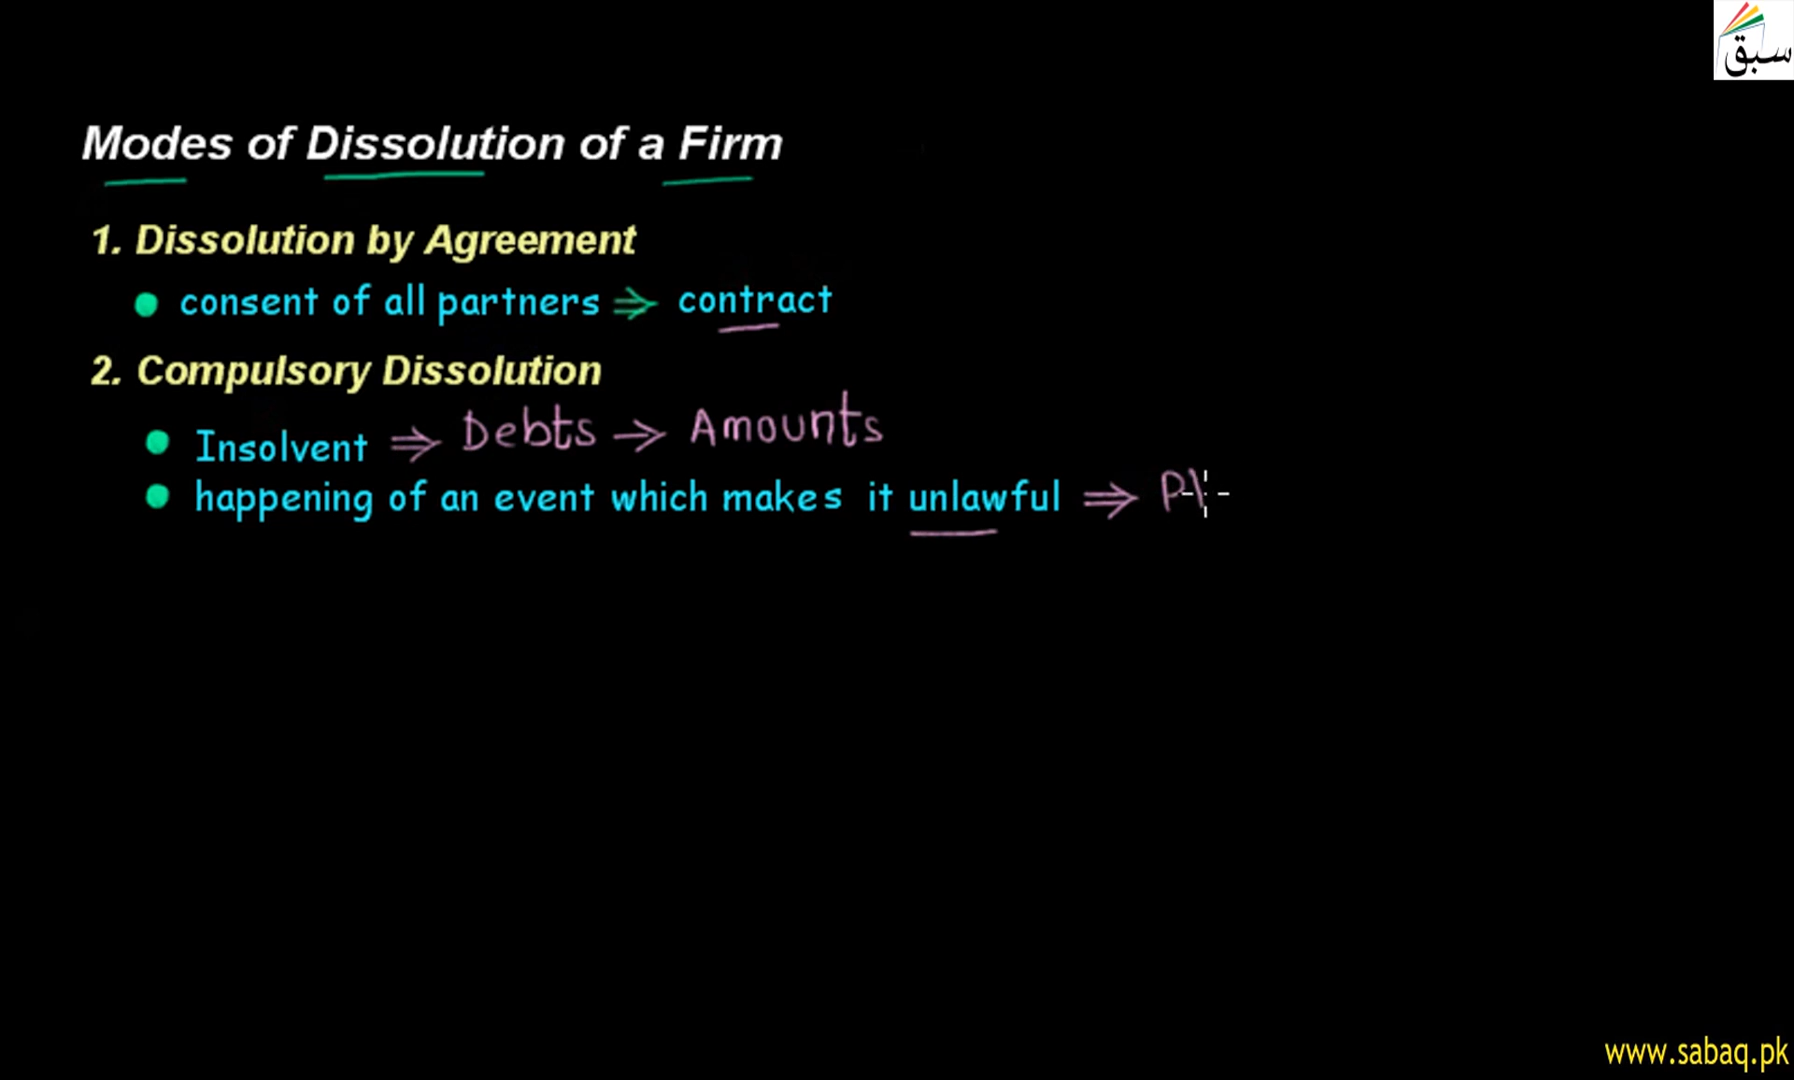 سبق
Modes of Dissolution of a Firm
1. Dissolution by Agreement
consent of all partners ⇒ contract
2. Compulsory Dissolution
Insolvent ⇒ Debts → Amounts
happening of an event which makes it unlawful ⇒
www.sabaq.pk